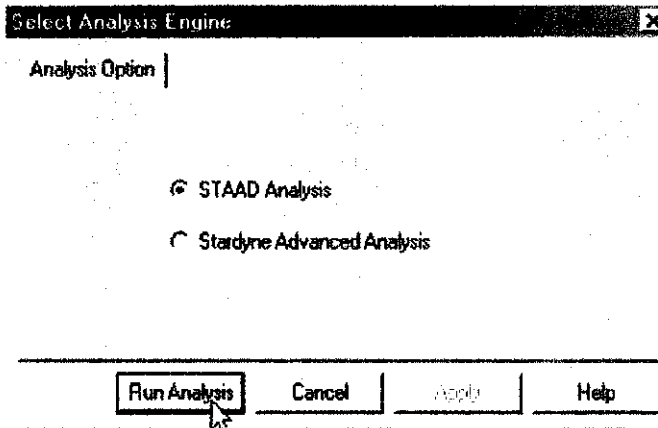 Select Analysis Engine
Analysis Option
STAAD Analysis
Stardyne Advanced Analysis
Run Analysis Cancel Apply Help